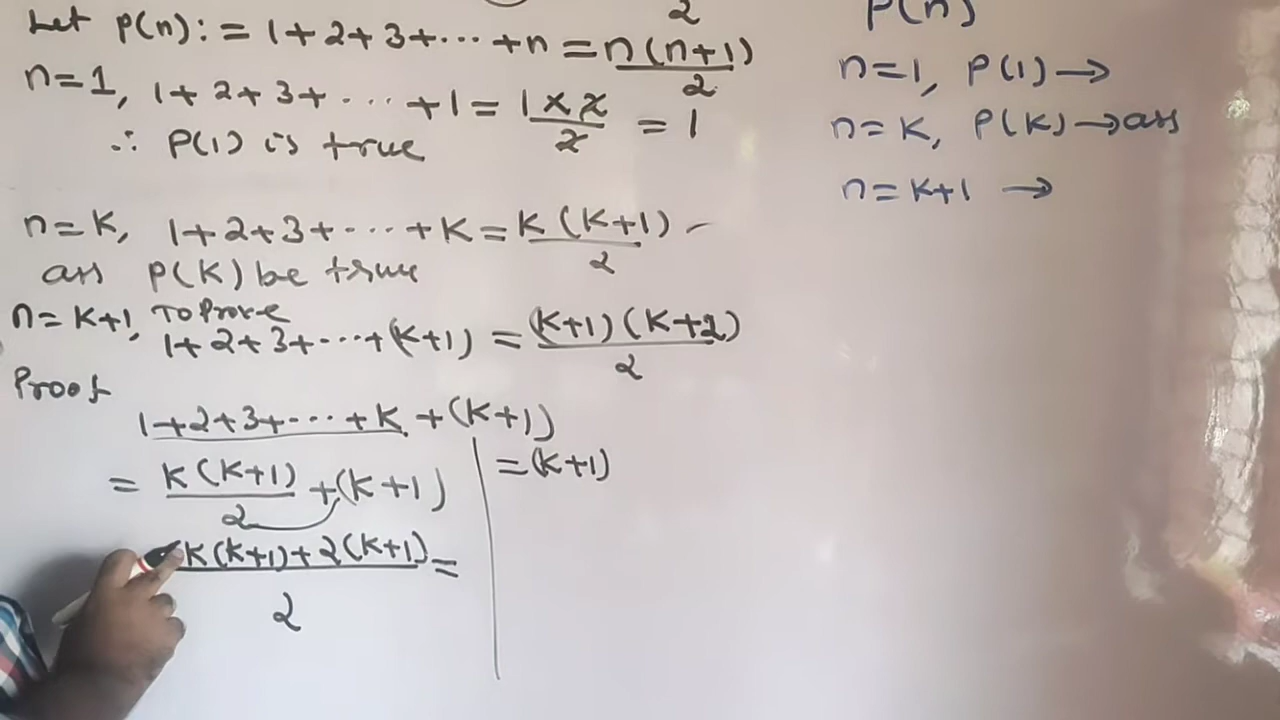 2
Let P(n): = 1+2+3+⋯+n = n(n+1)/2
n=1, 1+2+3+⋯+1 = 1×2/2 = 1
∴ P(1) is true
n=K, 1+2+3+⋯+K = K(K+1)/2
ass P(K) be true
n=K+1, To Prove
1+2+3+⋯+(K+1) = (K+1)(K+2)/2
Proof
1+2+3+⋯+K+(K+1)
= K(K+1)/2 + (K+1)
K(K+1)+2(K+1)/2 =
=(K+1)
P(n)
n=1, P(1)→
n=K, P(K)→ass
n=K+1 →